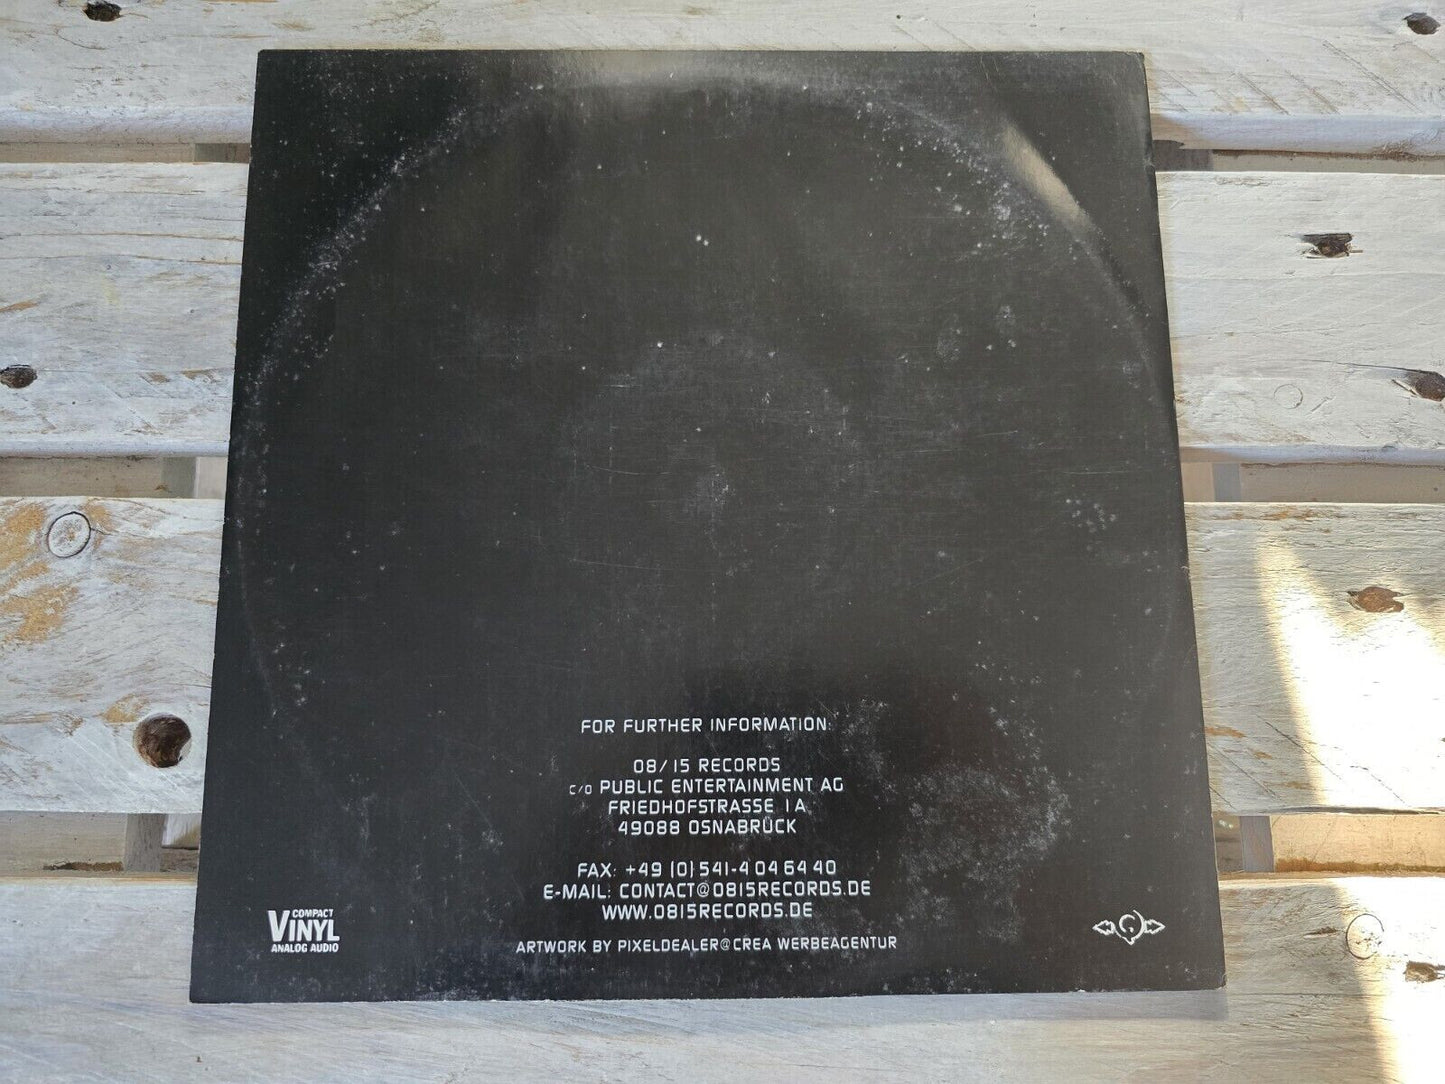 FOR FURTHER INFORMATION:
08/15 RECORDS
C/O PUBLIC ENTERTAINMENT AG
FRIEDHOFSTRASSE 1A
49088 OSNABRÜCK
FAX: +49 (0) 541-4 04 64 40
E-MAIL: CONTACT@0815RECORDS.DE
WWW.0815RECORDS.DE
ARTWORK BY PIXELDEALER@CREA WERBEAGENTUR
COMPACT
VINYL
ANALOG AUDIO